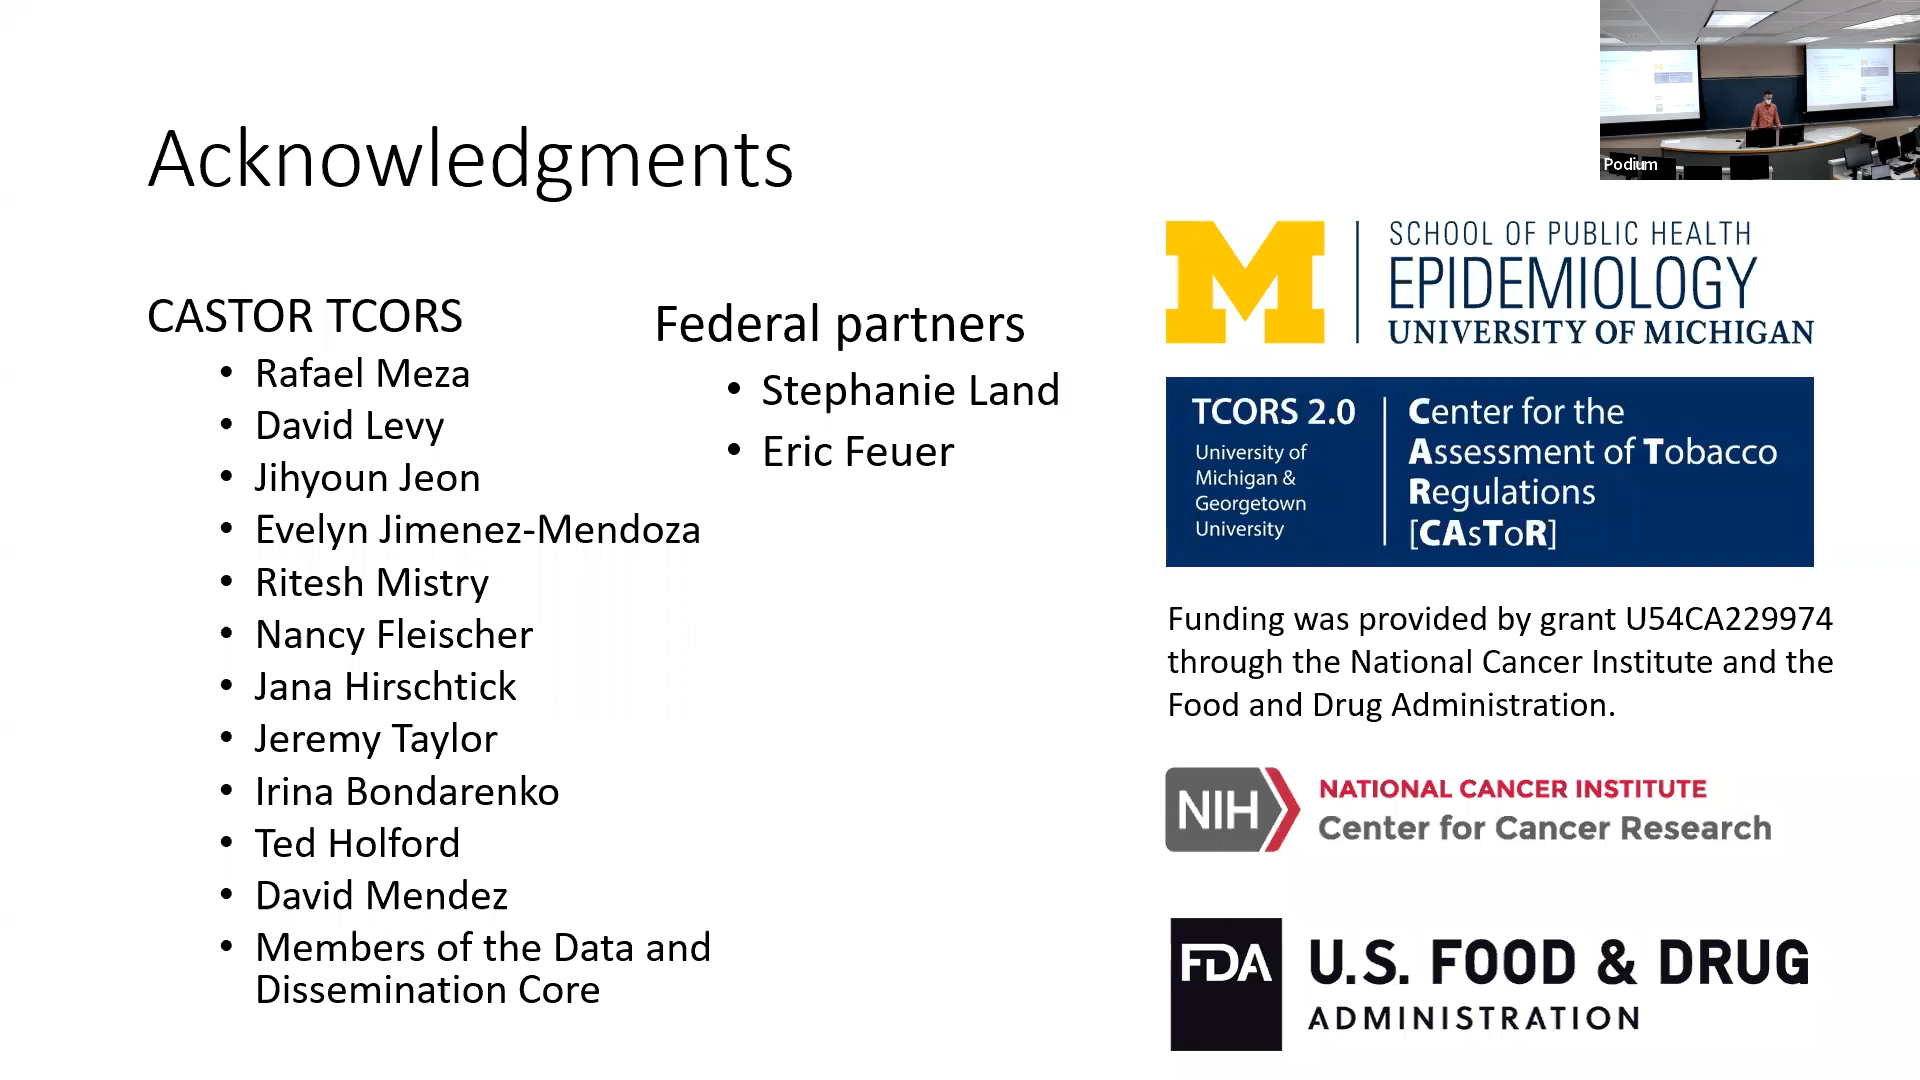 Acknowledgments
CASTOR TCORS
• Rafael Meza
• David Levy
• Jihyoun Jeon
• Evelyn Jimenez-Mendoza
• Ritesh Mistry
• Nancy Fleischer
• Jana Hirschtick
• Jeremy Taylor
• Irina Bondarenko
• Ted Holford
• David Mendez
• Members of the Data and
Dissemination Core
Federal partners
• Stephanie Land
• Eric Feuer
Podium
M
SCHOOL OF PUBLIC HEALTH
EPIDEMIOLOGY
UNIVERSITY OF MICHIGAN
TCORS 2.0
University of
Michigan &
Georgetown
University
Center for the
Assessment of Tobacco
Regulations
[CAsToR]
Funding was provided by grant U54CA229974
through the National Cancer Institute and the
Food and Drug Administration.
NIH
NATIONAL CANCER INSTITUTE
Center for Cancer Research
FDA
U.S. FOOD & DRUG
ADMINISTRATION